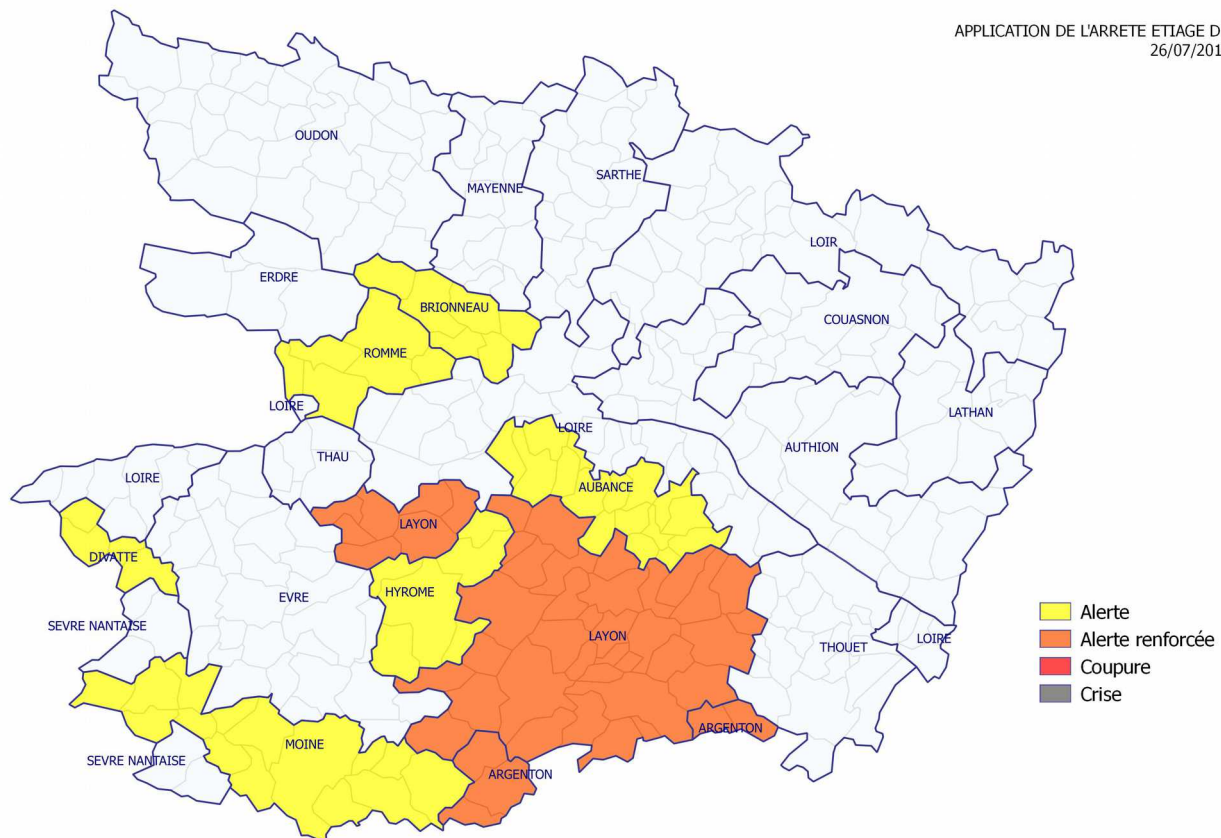 APPLICATION DE L'ARRETE ETIAGE D
26/07/201
OUDON
MAYENNE
SARTHE
LOIR
ERDRE
BRIONNEAU
COUASNON
ROMME
LOIRE
LATHAN
LOIRE
AUTHION
THAU
LOIRE
AUBANCE
LAYON
DIVATTE
HYROME
EVRE
SEVRE NANTAISE
LAYON
THOUET
LOIRE
ARGENTON
MOINE
SEVRE NANTAISE
ARGENTON
Alerte
Alerte renforcée
Coupure
Crise